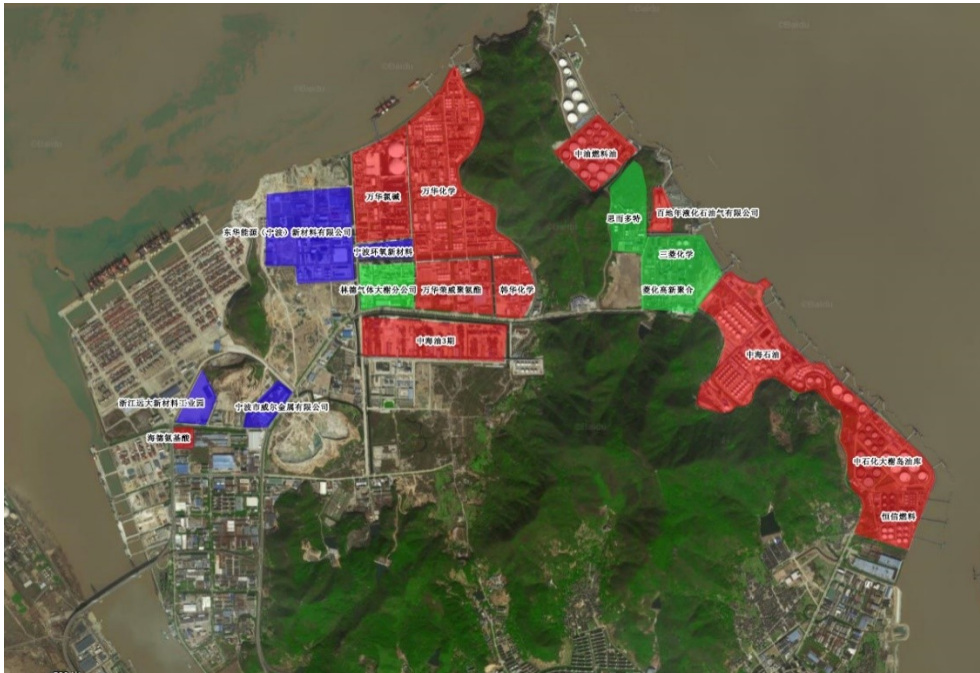 中油燃料油
万华氯碱
万华化学
思而多特
百地年液化石油气有限公司
东华能源（宁波）新材料有限公司
宁波环氧新材料
三菱化学
林德气体大榭分公司
万华荣威聚氨酯
韩华化学
菱化高新聚合
中海油3期
中海石油
浙江远大新材料工业园
宁波市威尔金属有限公司
海德氨基酸
中石化大榭岛油库
恒信燃料